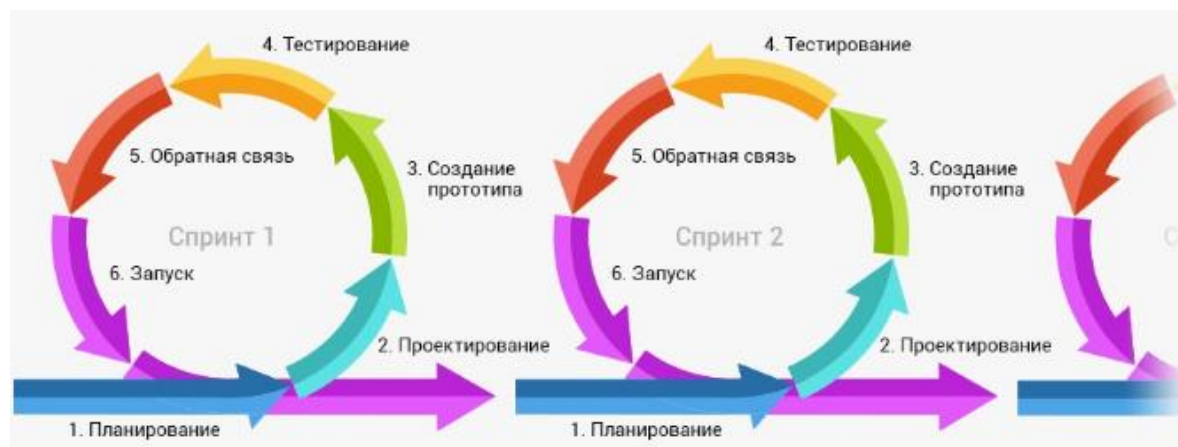 4. Тестирование
5. Обратная связь
3. Создание
прототипа
Спринт 1
6. Запуск
2. Проектирование
1. Планирование
4. Тестирование
5. Обратная связь
3. Создание
прототипа
Спринт 2
6. Запуск
2. Проектирование
1. Планирование